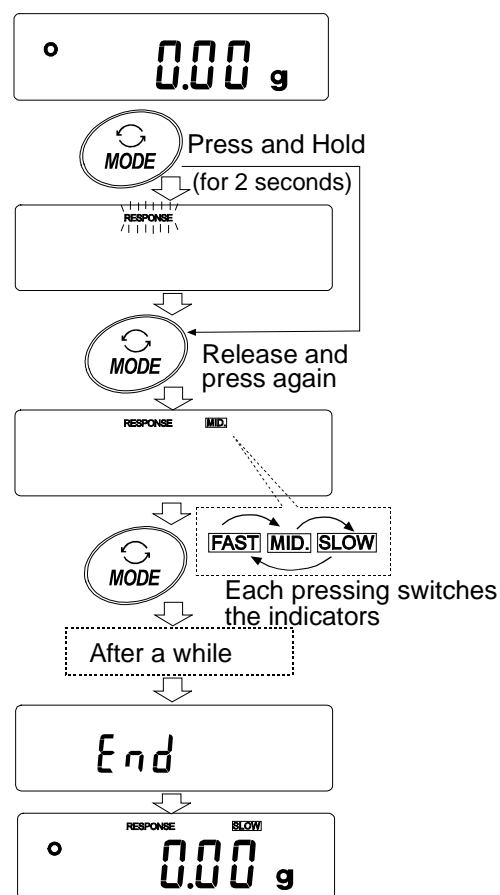 0.00 g
MODE
Press and Hold
(for 2 seconds)
RESPONSE
MODE
Release and
press again
RESPONSE MID.
FAST MID. SLOW
MODE
Each pressing switches
the indicators
After a while
End
RESPONSE SLOW
0.00 g